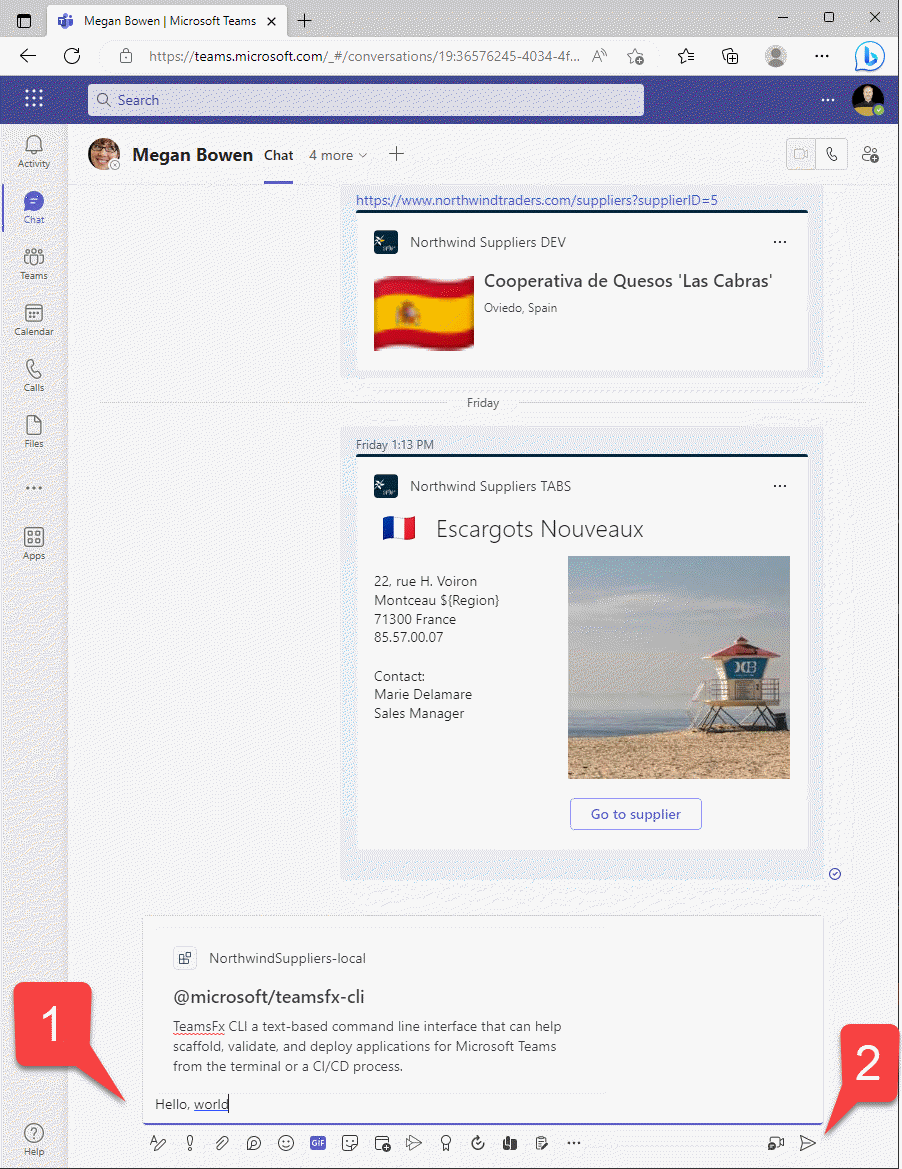 Megan Bowen | Microsoft Teams
https://teams.microsoft.com/_#/conversations/19:36576245-4034-4f...
Search
Activity
Chat
Teams
Calendar
Calls
Files
Apps
Help
Megan Bowen Chat 4 more
https://www.northwindtraders.com/suppliers?supplierID=5
Northwind Suppliers DEV
Cooperativa de Quesos 'Las Cabras'
Oviedo, Spain
Friday
Friday 1:13 PM
Northwind Suppliers TABS
Escargots Nouveaux
22, rue H. Voiron
Montceau ${Region}
71300 France
85.57.00.07
Contact:
Marie Delamare
Sales Manager
Go to supplier
NorthwindSuppliers-local
@microsoft/teamsfx-cli
TeamsFx CLI a text-based command line interface that can help
scaffold, validate, and deploy applications for Microsoft Teams
from the terminal or a CI/CD process.
1
Hello, world
2
GIF